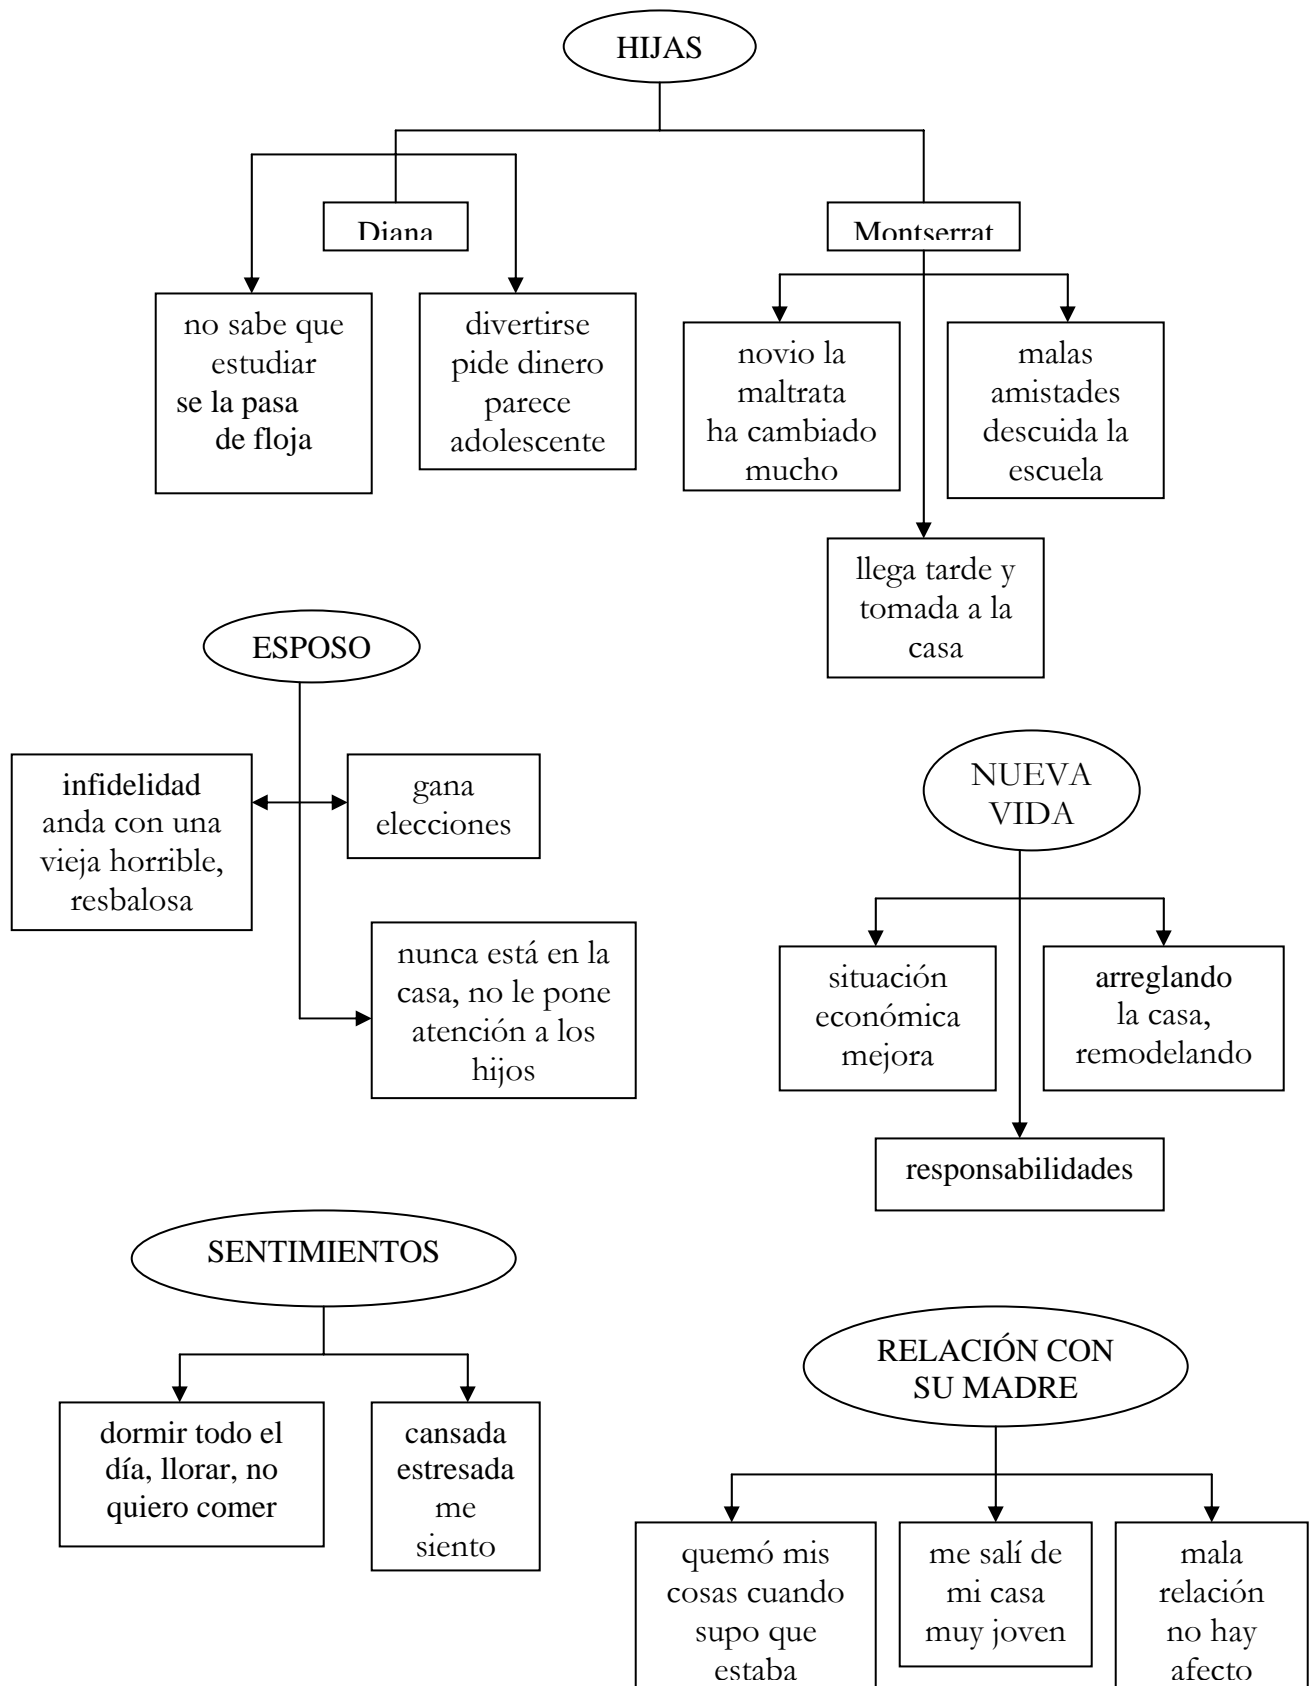 HIJAS
Diana
Montserrat
no sabe que
estudiar
se la pasa
de floja
divertirse
pide dinero
parece
adolescente
novio la
maltrata
ha cambiado
mucho
malas
amistades
descuida la
escuela
llega tarde y
tomada a la
casa
ESPOSO
infidelidad
anda con una
vieja horrible,
resbalosa
gana
elecciones
nunca está en la
casa, no le pone
atención a los
hijos
NUEVA
VIDA
situación
económica
mejora
arreglando
la casa,
remodelando
responsabilidades
SENTIMIENTOS
dormir todo el
día, llorar, no
quiero comer
cansada
estresada
me
siento
RELACIÓN CON
SU MADRE
quemó mis
cosas cuando
supo que
estaba
me salí de
mi casa
muy joven
mala
relación
no hay
afecto